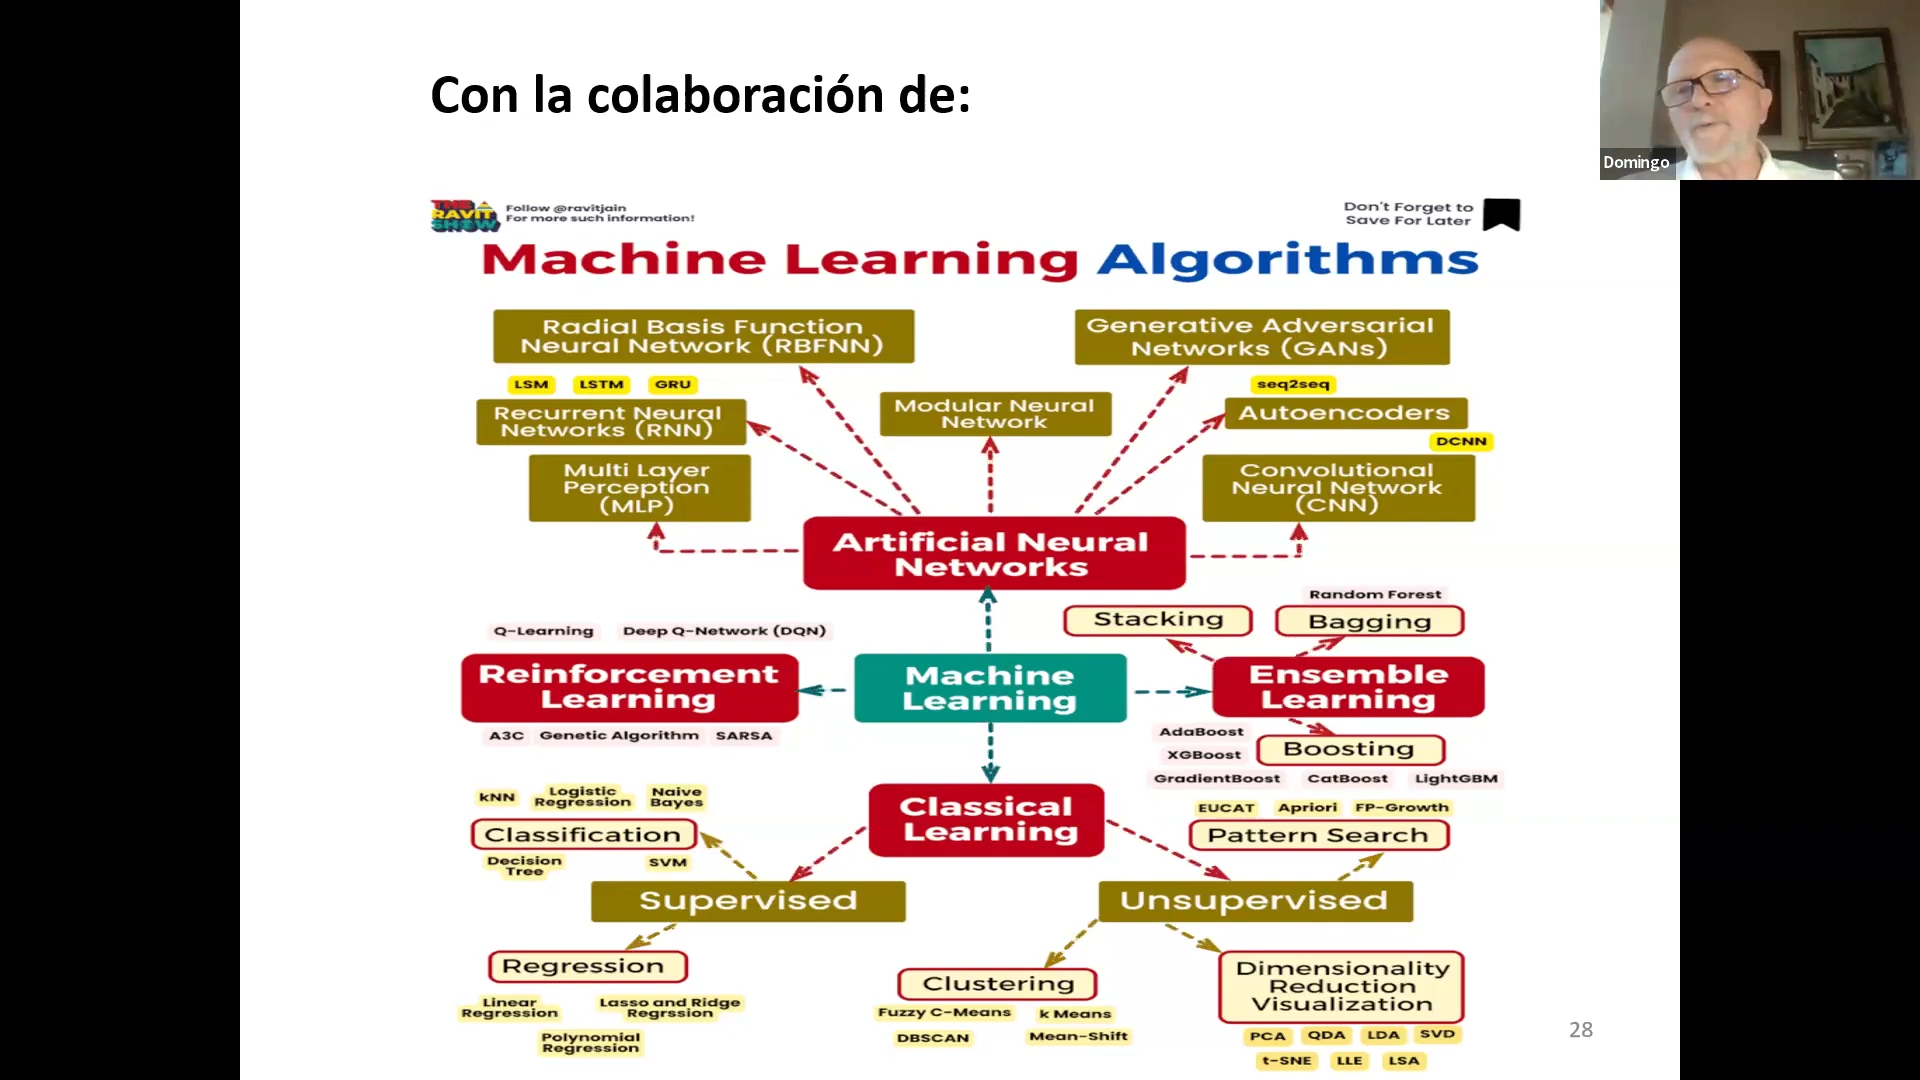 Con la colaboración de:
Domingo
THE
RAVIT
SHOW
Follow @ravitjain
For more such information!
Don't Forget to
Save For Later
Machine Learning Algorithms
Radial Basis Function
Neural Network (RBFNN)
Generative Adversarial
Networks (GANs)
LSM LSTM GRU
Recurrent Neural
Networks (RNN)
Modular Neural
Network
seq2seq
Autoencoders
DCNN
Multi Layer
Perception
(MLP)
Convolutional
Neural Network
(CNN)
Artificial Neural
Networks
Q-Learning Deep Q-Network (DQN)
Reinforcement
Learning
A3C Genetic Algorithm SARSA
Machine
Learning
Stacking
Random Forest
Bagging
Ensemble
Learning
AdaBoost
XGBoost
Boosting
GradientBoost CatBoost LightGBM
Classical
Learning
kNN
Logistic
Regression
Naive
Bayes
Classification
Decision
Tree
SVM
EUCAT Apriori FP-Growth
Pattern Search
Supervised
Unsupervised
Regression
Linear
Regression
Lasso and Ridge
Regrssion
Polynomial
Regression
Clustering
Fuzzy C-Means k Means
DBSCAN Mean-Shift
Dimensionality
Reduction
Visualization
PCA QDA LDA SVD
t-SNE LLE LSA
28